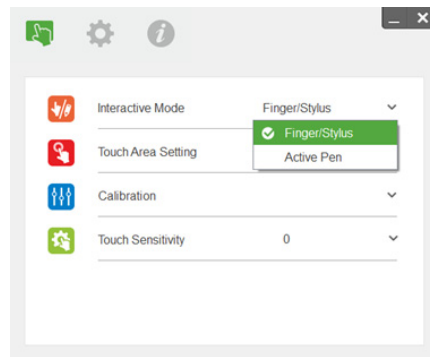 Interactive Mode Finger/Stylus
Finger/Stylus
Touch Area Setting
Active Pen
Calibration
Touch Sensitivity 0